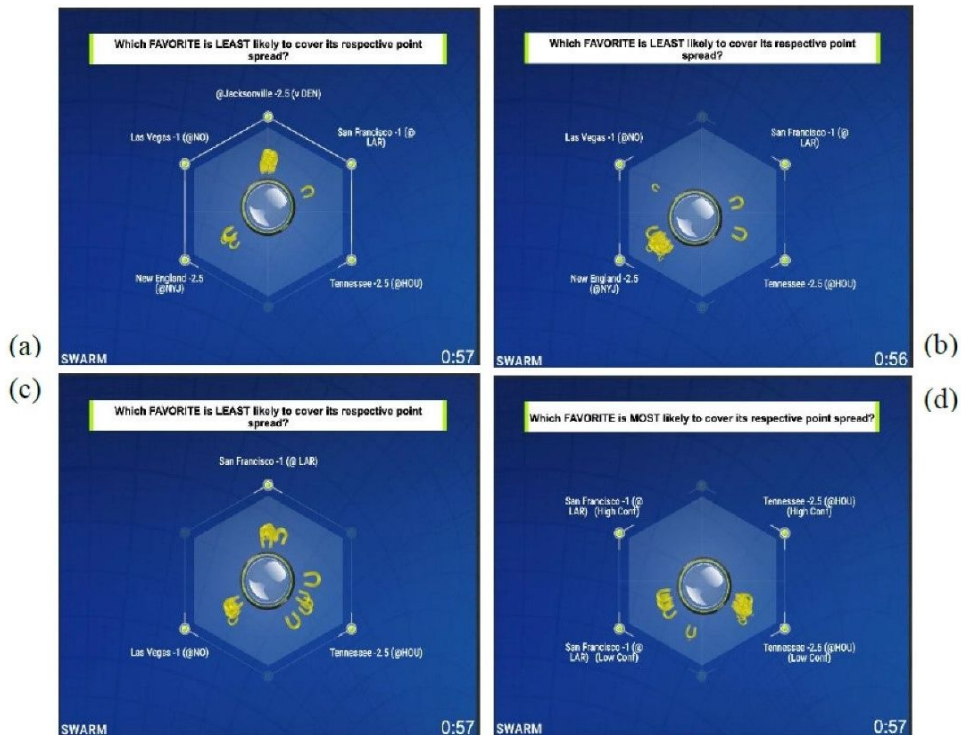 (a)
Which FAVORITE is LEAST likely to cover its respective point
spread?
@Jacksonville -2.5 (v DEN)
Las Vegas -1 (@NO)
San Francisco -1 (@
LAR)
New England -2.5
(@NYJ)
Tennessee -2.5 (@HOU)
SWARM
0:57
(b)
Which FAVORITE is LEAST likely to cover its respective point
spread?
Las Vegas -1 (@NO)
San Francisco -1 (@
LAR)
New England -2.5
(@NYJ)
Tennessee -2.5 (@HOU)
SWARM
0:56
(c)
Which FAVORITE is LEAST likely to cover its respective point
spread?
San Francisco -1 (@ LAR)
Las Vegas -1 (@NO)
Tennessee -2.5 (@HOU)
SWARM
0:57
(d)
Which FAVORITE is MOST likely to cover its respective point spread?
San Francisco -1 (@
LAR) (High Conf)
Tennessee -2.5 (@HOU)
(High Conf)
San Francisco -1 (@
LAR) (Low Conf)
Tennessee -2.5 (@HOU)
(Low Conf)
SWARM
0:57